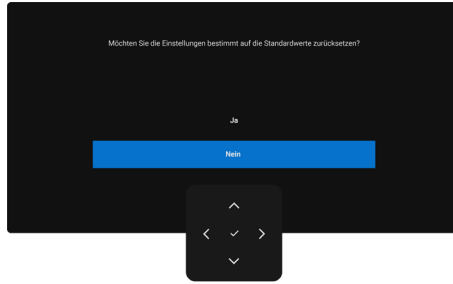 Möchten Sie die Einstellungen bestimmt auf die Standardwerte zurücksetzen?
Ja
Nein